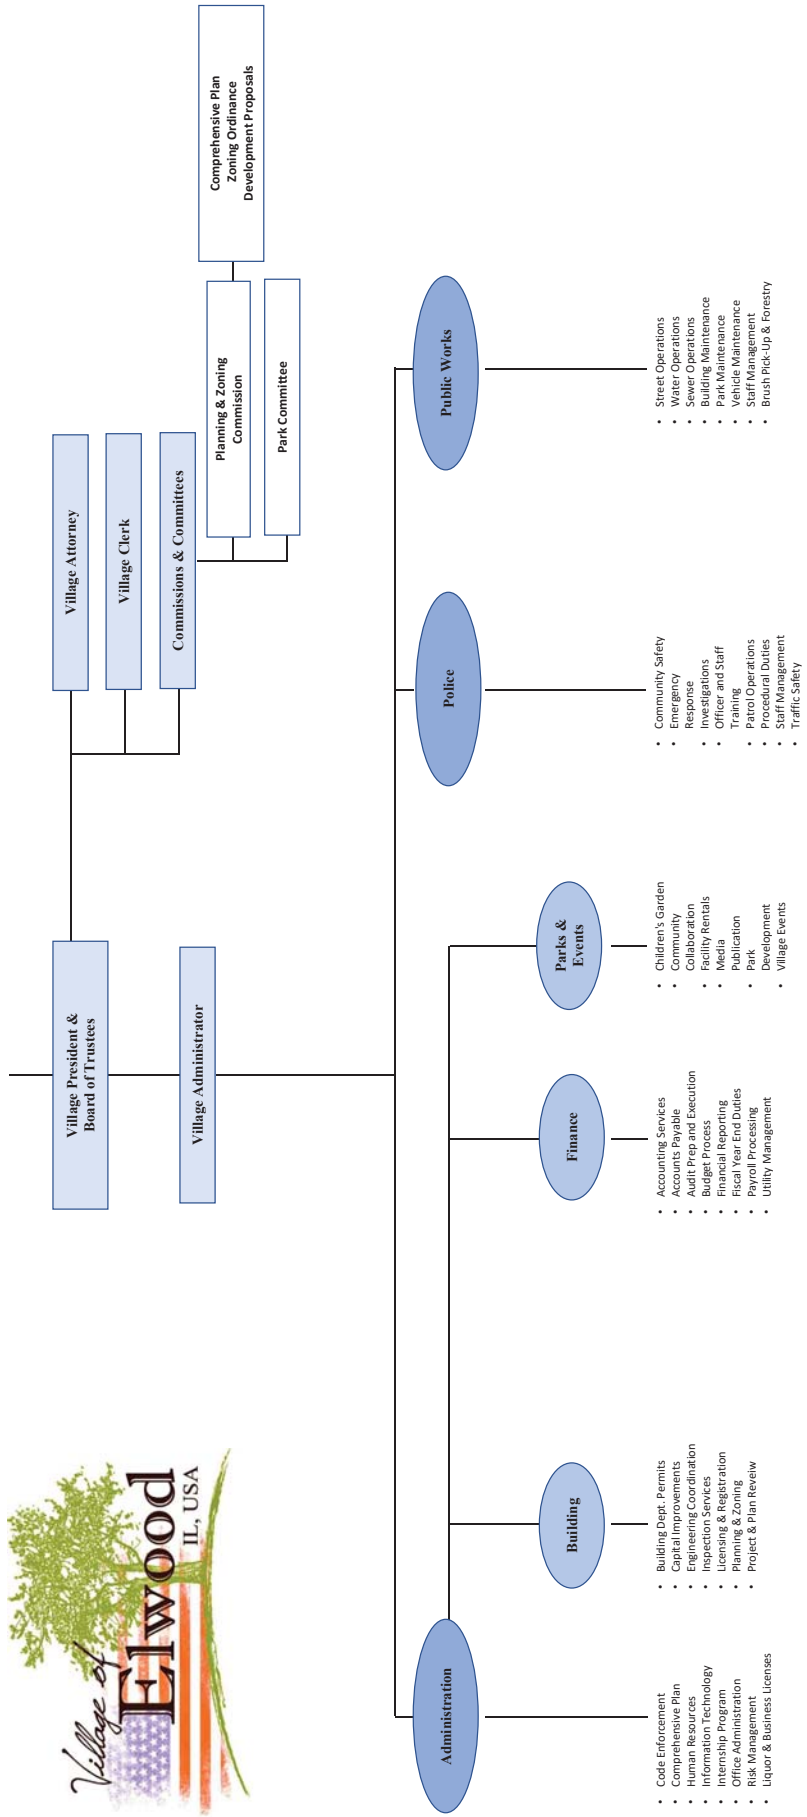 Village of
Elwood
IL, USA
Village President &
Board of Trustees
Village Attorney
Village Clerk
Commissions & Committees
Planning & Zoning
Commission
Comprehensive Plan
Zoning Ordinance
Development Proposals
Park Committee
Village Administrator
Administration
Police
Public Works
Building
Finance
Parks &
Events
• Code Enforcement
• Comprehensive Plan
• Human Resources
• Information Technology
• Internship Program
• Office Administration
• Risk Management
• Liquor & Business Licenses
• Building Dept. Permits
• Capital Improvements
• Engineering Coordination
• Inspection Services
• Licensing & Registration
• Planning & Zoning
• Project & Plan Reveiw
• Accounting Services
• Accounts Payable
• Audit Prep and Execution
• Budget Process
• Financial Reporting
• Fiscal Year End Duties
• Payroll Processing
• Utility Management
• Children's Garden
• Community
Collaboration
• Facility Rentals
• Media
Publication
• Park
Development
• Village Events
• Community Safety
• Emergency
Response
• Investigations
• Officer and Staff
Training
• Patrol Operations
• Procedural Duties
• Staff Management
• Traffic Safety
• Street Operations
• Water Operations
• Sewer Operations
• Building Maintenance
• Park Maintenance
• Vehicle Maintenance
• Staff Management
• Brush Pick-Up & Forestry